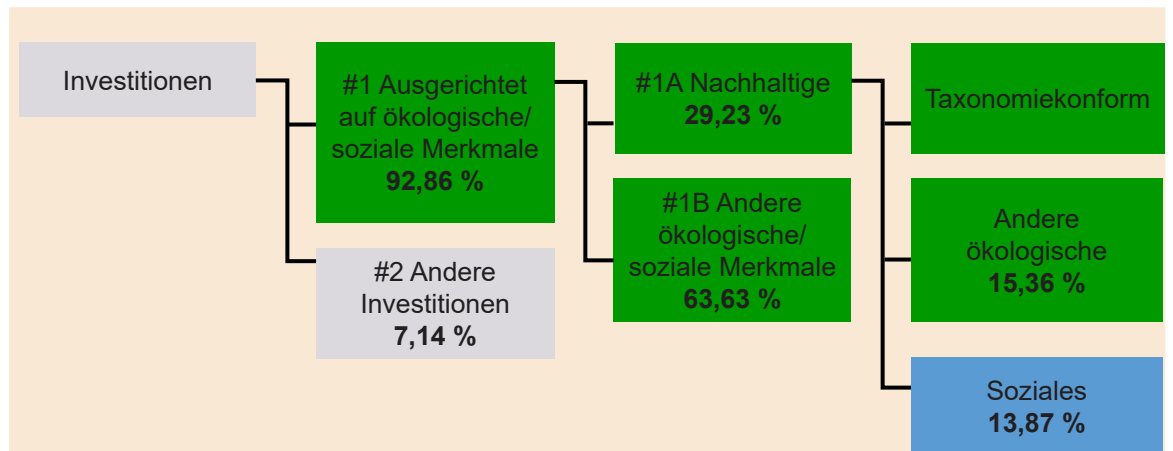 Investitionen
#1 Ausgerichtet
auf ökologische/
soziale Merkmale
92,86 %
#2 Andere
Investitionen
7,14 %
#1A Nachhaltige
29,23 %
#1B Andere
ökologische/
soziale Merkmale
63,63 %
Taxonomiekonform
Andere
ökologische
15,36 %
Soziales
13,87 %